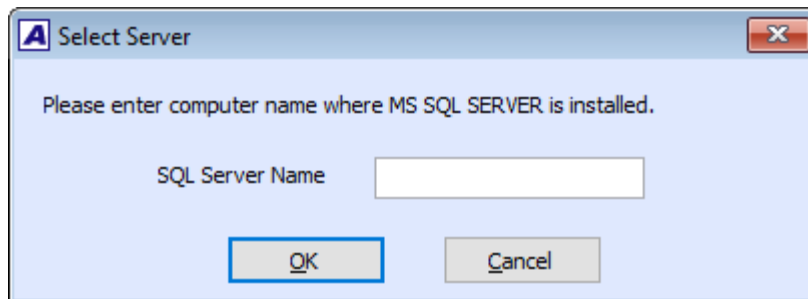 A Select Server
Please enter computer name where MS SQL SERVER is installed.
SQL Server Name
OK Cancel